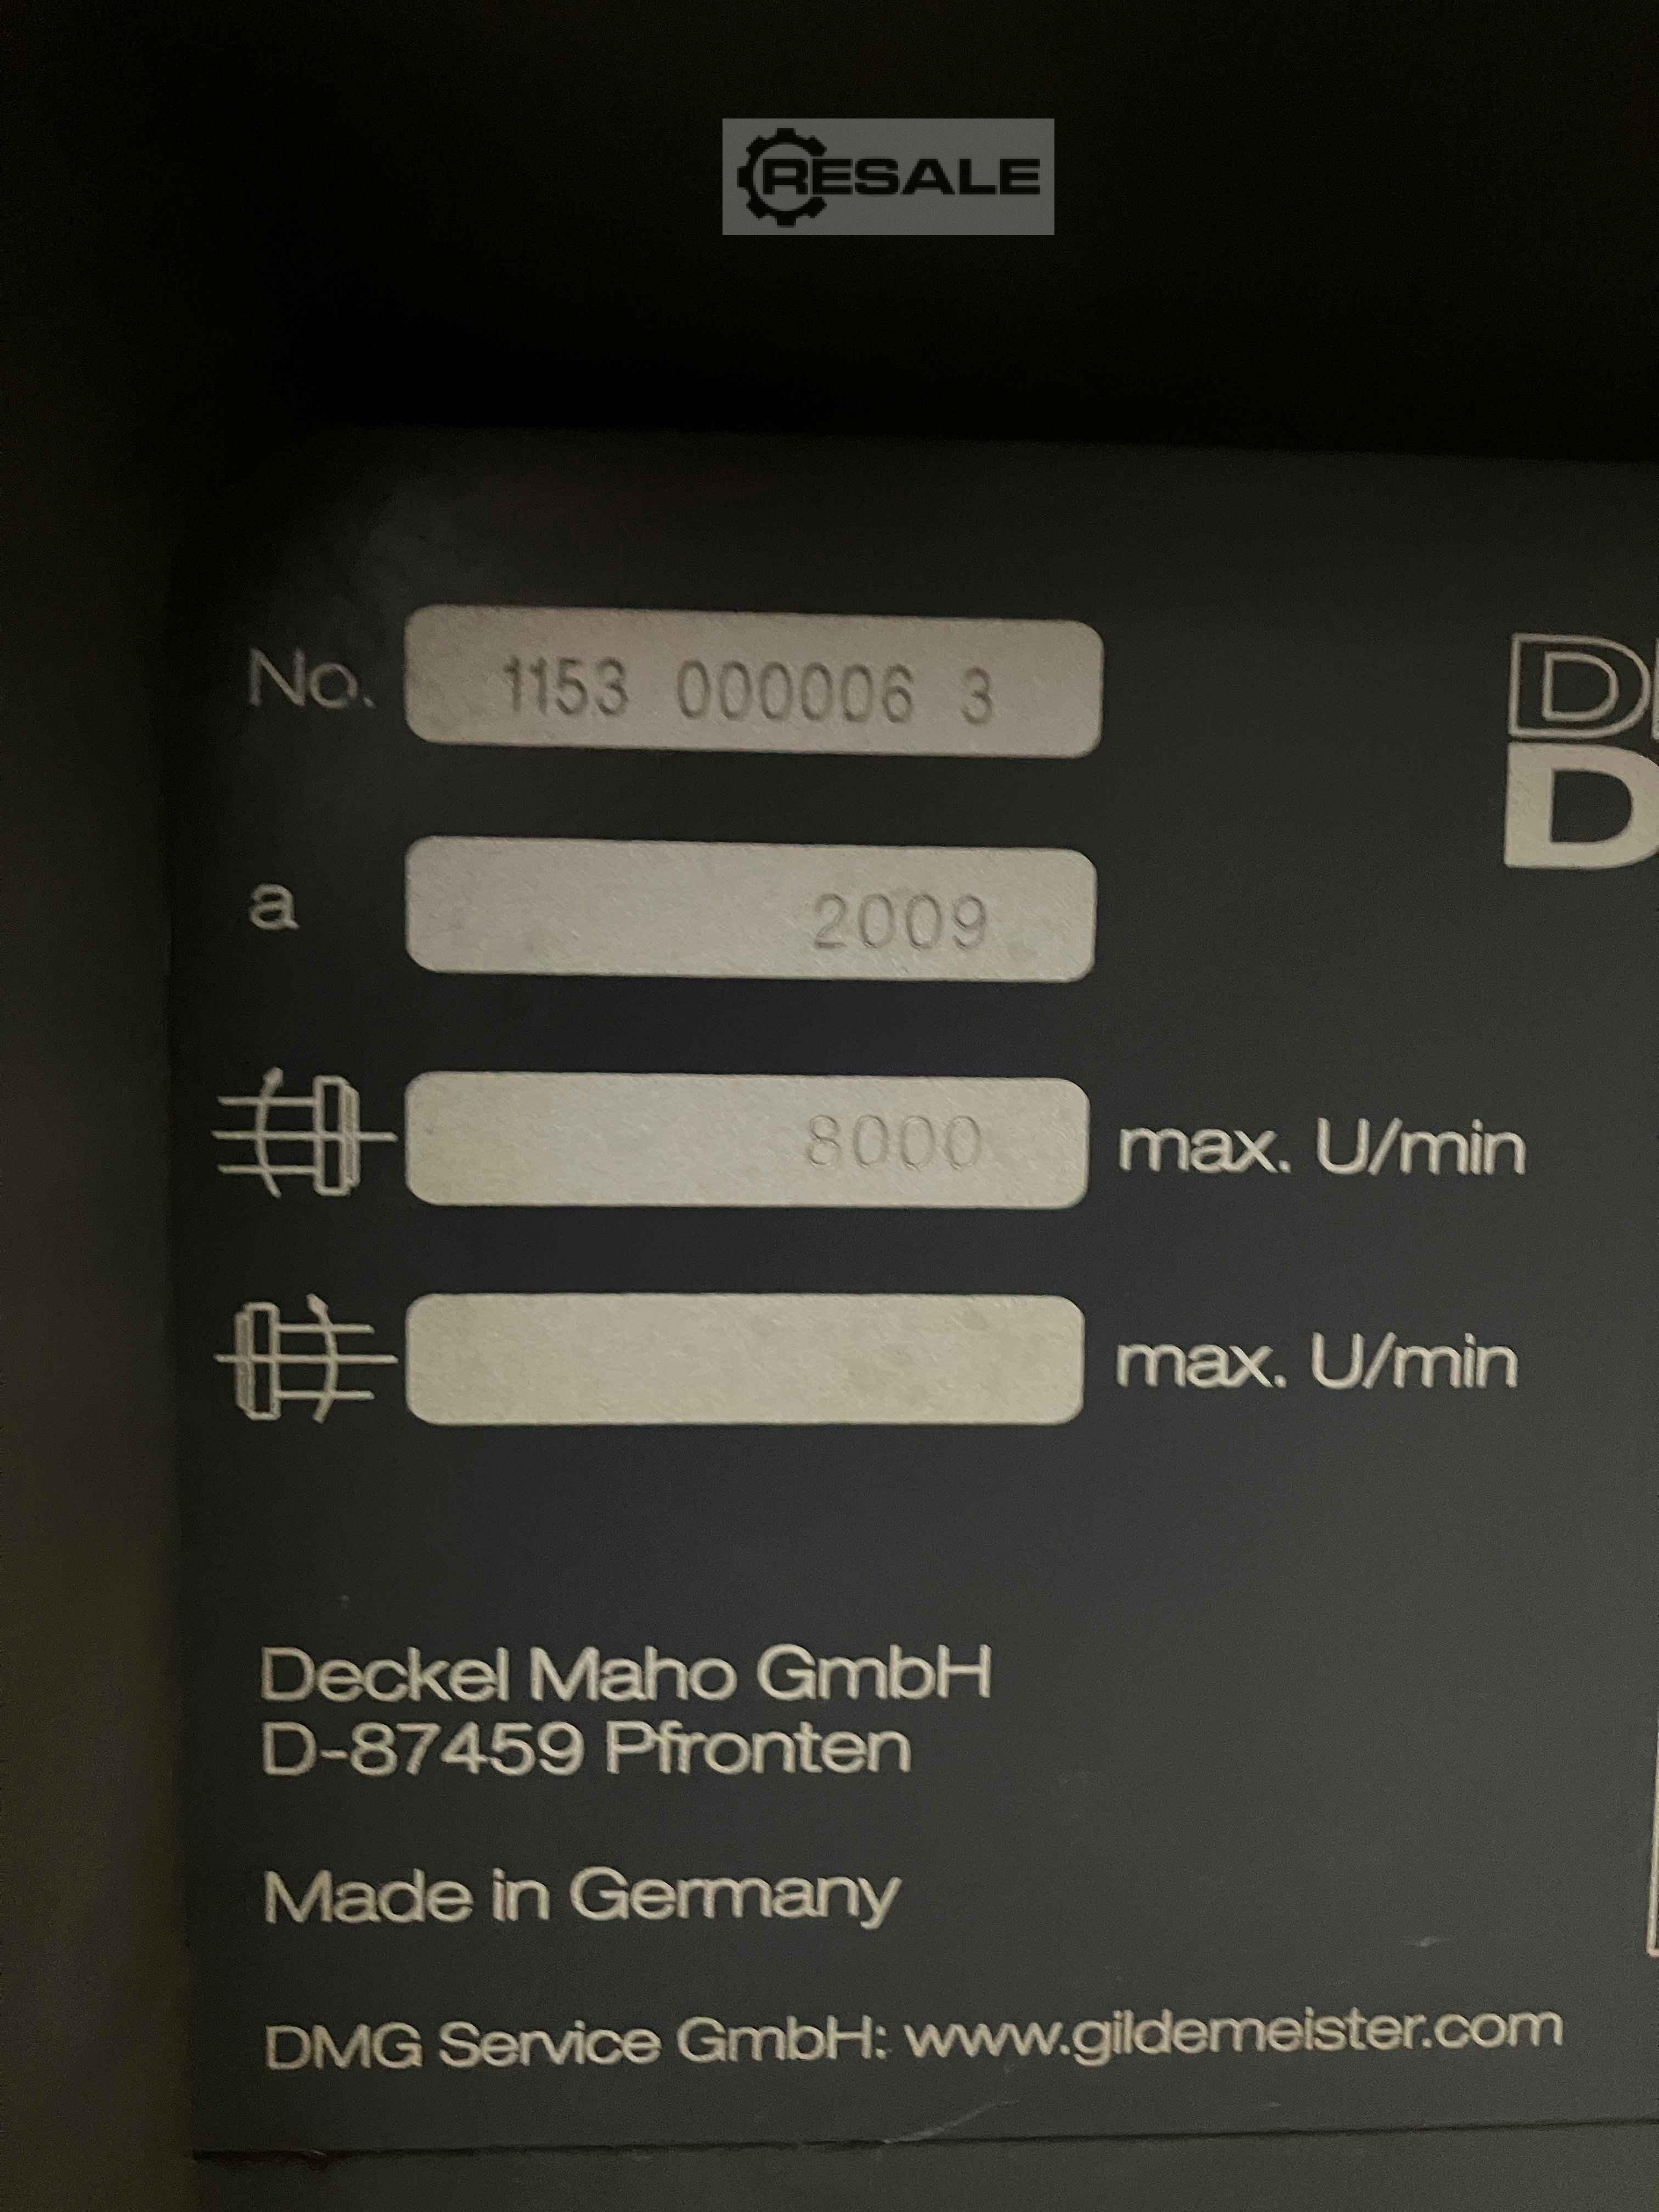 RESALE
No. 1153 000006 3
D
D
a 2009
8000 max. U/min
max. U/min
Deckel Maho GmbH
D-87459 Pfronten
Made in Germany
DMG Service GmbH: www.gildemeister.com